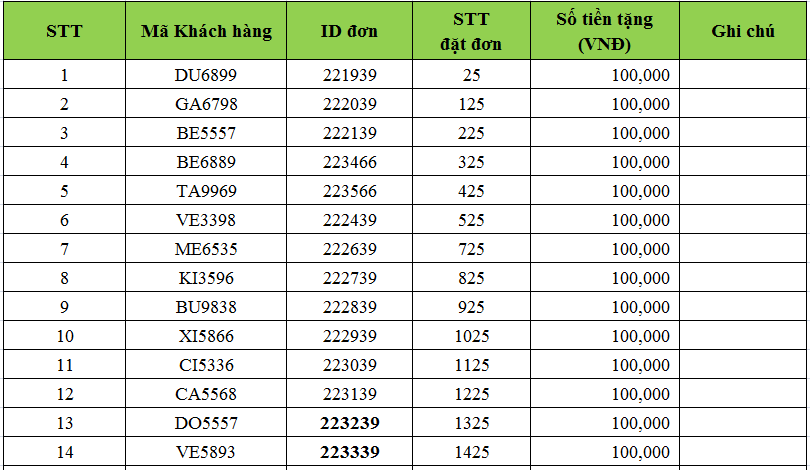 STT Mã Khách hàng ID đơn STT đặt đơn Số tiền tặng (VNĐ) Ghi chú
1 DU6899 221939 25 100,000
2 GA6798 222039 125 100,000
3 BE5557 222139 225 100,000
4 BE6889 223466 325 100,000
5 TA9969 223566 425 100,000
6 VE3398 222439 525 100,000
7 ME6535 222639 725 100,000
8 KI3596 222739 825 100,000
9 BU9838 222839 925 100,000
10 XI5866 222939 1025 100,000
11 CI5336 223039 1125 100,000
12 CA5568 223139 1225 100,000
13 DO5557 223239 1325 100,000
14 VE5893 223339 1425 100,000